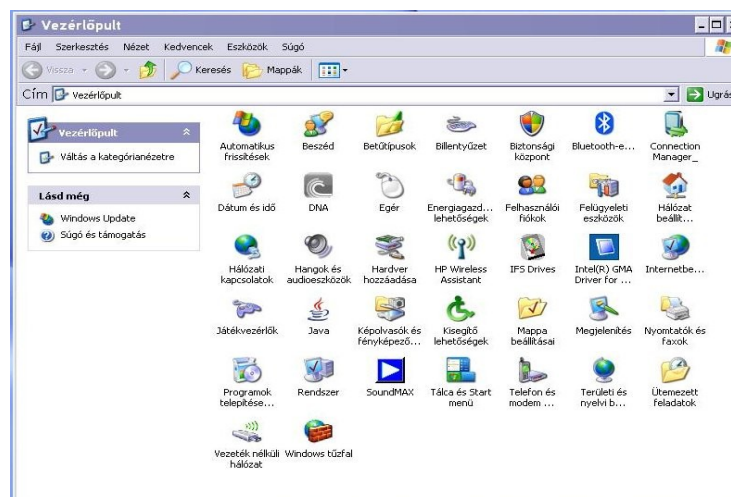 Vezérlőpult
Fájl Szerkesztés Nézet Kedvencek Eszközök Súgó
Vissza Keresés Mappák
Cím Vezérlőpult Ugrás
Vezérlőpult
Váltás a kategórianézetre
Lásd még
Windows Update
Súgó és támogatás
Automatikus frissítések
Beszéd
Betűtípusok
Billentyűzet
Biztonsági központ
Bluetooth-e...
Connection Manager_
Dátum és idő
DNA
Egér
Energiagazd... lehetőségek
Felhasználói fiókok
Felügyeleti eszközök
Hálózat beállít...
Hálózati kapcsolatok
Hangok és audioeszközök
Hardver hozzáadása
HP Wireless Assistant
IFS Drives
Intel(R) GMA Driver for ...
Internetbe...
Játékvezérlők
Java
Képolvasók és fényképező...
Kisegítő lehetőségek
Mappa beállításai
Megjelenítés
Nyomtatók és faxok
Programok telepítése...
Rendszer
SoundMAX
Tálca és Start menü
Telefon és modem ...
Területi és nyelvi b...
Ütemezett feladatok
Vezeték nélküli hálózat
Windows tűzfal